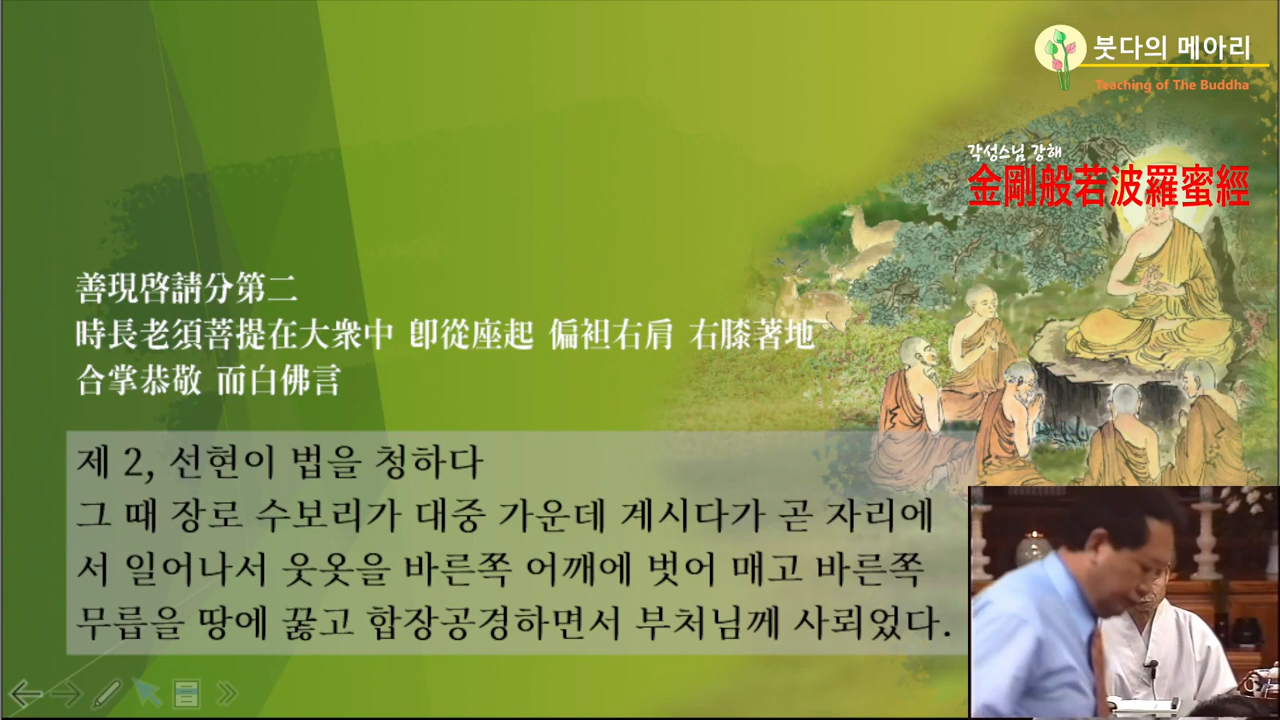 붓다의 메아리
Teaching of The Buddha
각성스님 강해
金剛般若波羅蜜經
善現啓請分第二
時長老須菩提在大衆中 卽從座起 偏袒右肩 右膝著地
合掌恭敬 而白佛言
제 2, 선현이 법을 청하다
그 때 장로 수보리가 대중 가운데 계시다가 곧 자리에
서 일어나서 웃옷을 바른쪽 어깨에 벗어 매고 바른쪽
무릅을 땅에 꿇고 합장공경하면서 부처님께 사뢰었다.